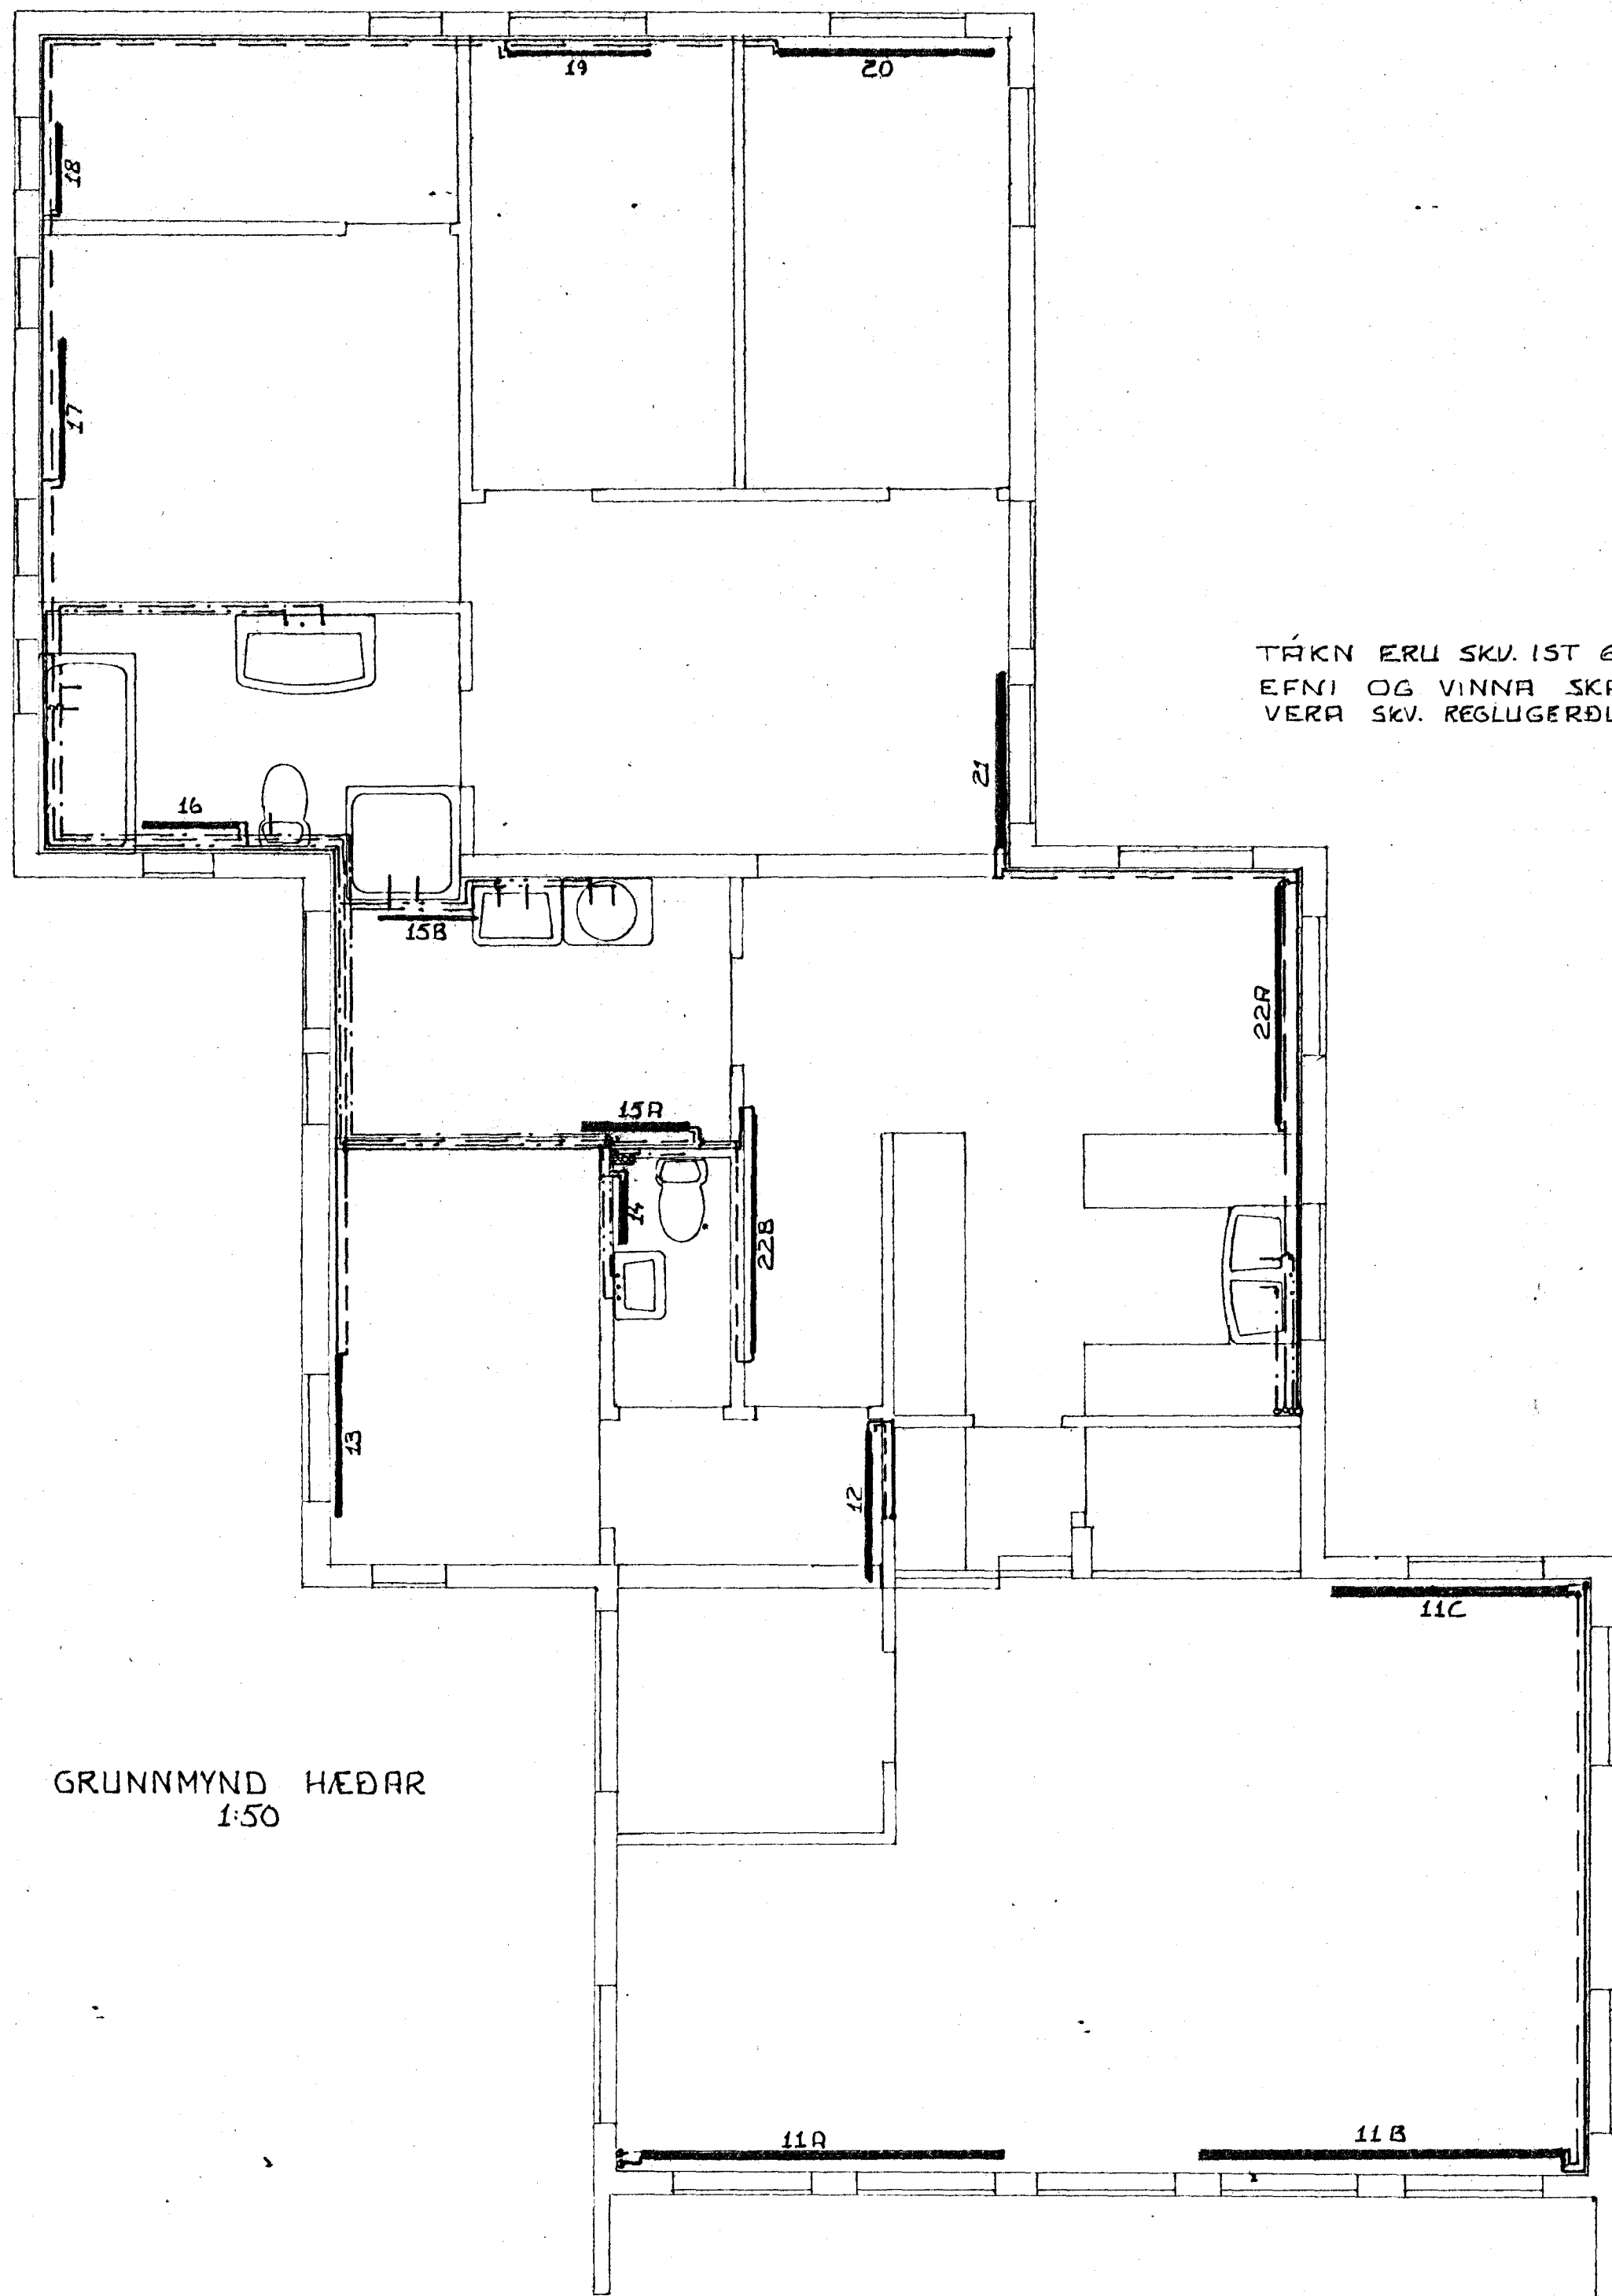 19
20
18
17
TÁKN ERU SKV. IST
EFNI OG VINNA
VERA SKV.
21
16
15B
22A
15A
14
22B
13
12
11C
GRUNNMYND HÆÐAR
1:50
11A
11B